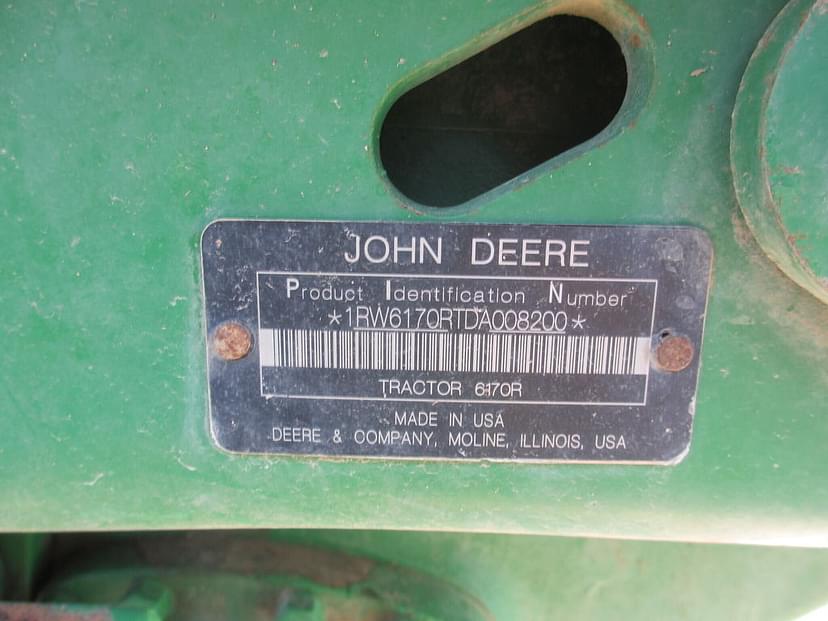 JOHN DEERE
Product Identification Number
*1RW6170RTDA008200*
TRACTOR 6170R
MADE IN USA
DEERE & COMPANY, MOLINE, ILLINOIS, USA